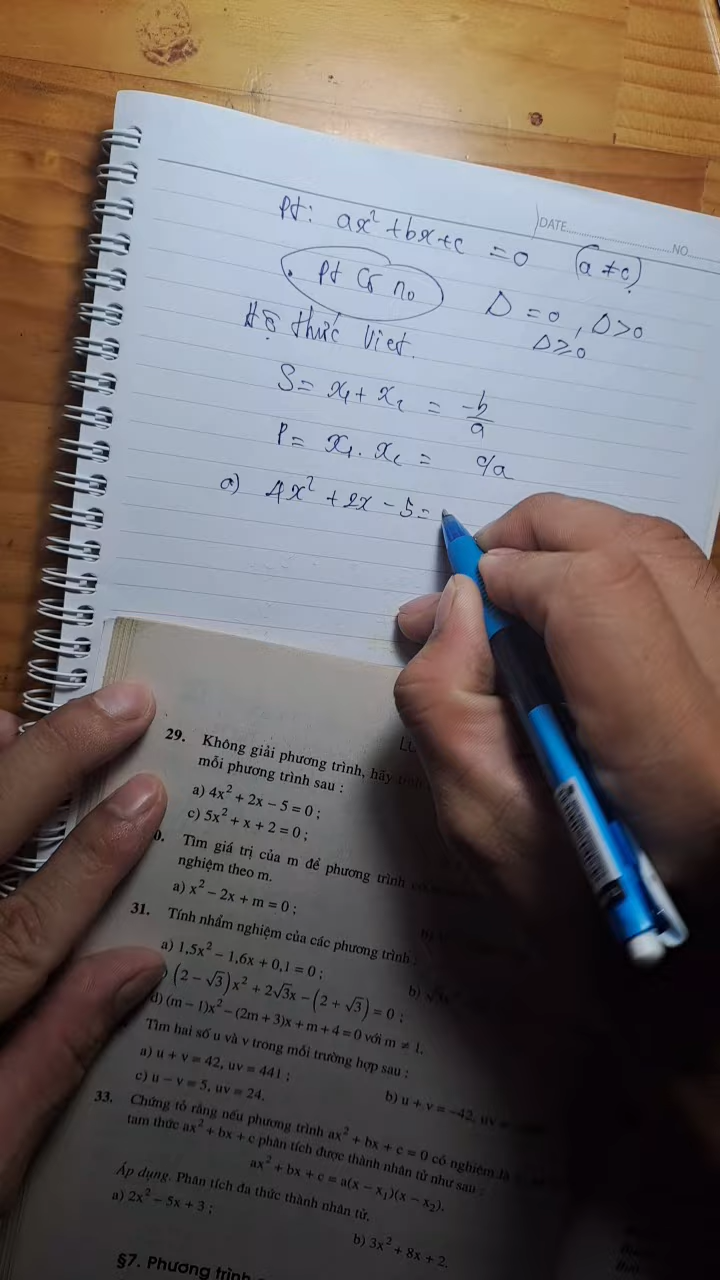 DATE
NO
Pt: ax² + bx + c = 0 (a ≠ 0)
Pt có no Δ = 0, Δ > 0
Δ ≥ 0
Hệ thức Viet.
S = x₁ + x₂ = -b/a
P = x₁ . x₂ = c/a
a) 4x² + 2x - 5 =
29. Không giải phương trình, hãy
mỗi phương trình sau :
a) 4x² + 2x – 5 = 0 ;
c) 5x² + x + 2 = 0 ;
0. Tìm giá trị của m để phương trình
nghiệm theo m.
a) x² – 2x + m = 0 ;
31. Tính nhẩm nghiệm của các phương trình
a) 1,5x² – 1,6x + 0,1 = 0 ;
b)
) (2 – √3)x² + 2√3x – (2 + √3) = 0 ;
d) (m – 1)x² – (2m + 3)x + m + 4 = 0 với m ≠ 1.
Tìm hai số u và v trong mỗi trường hợp sau :
a) u + v = 42, uv = 441 ;
b) u + v = –42, uv
c) u – v = 5, uv = 24.
33. Chứng tỏ rằng nếu phương trình ax² + bx + c = 0 có nghiệm là
tam thức ax² + bx + c phân tích được thành nhân tử như sau :
ax² + bx + c = a(x – x₁)(x – x₂).
Áp dụng. Phân tích đa thức thành nhân tử.
a) 2x² – 5x + 3 ;
b) 3x² + 8x + 2.
§7. Phương trình